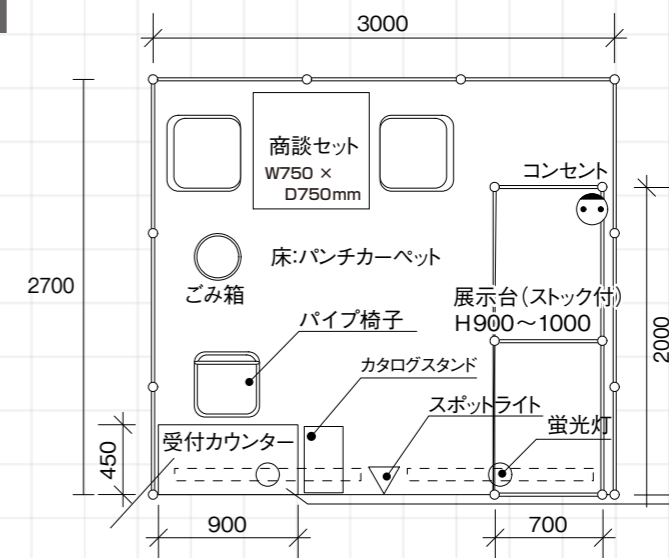 3000
商談セット
W750 ×
D750mm
コンセント
2700
床:パンチカーペット
ごみ箱
展示台(ストック付)
H900〜1000
2000
パイプ椅子
カタログスタンド
スポットライト
蛍光灯
受付カウンター
450
900
700